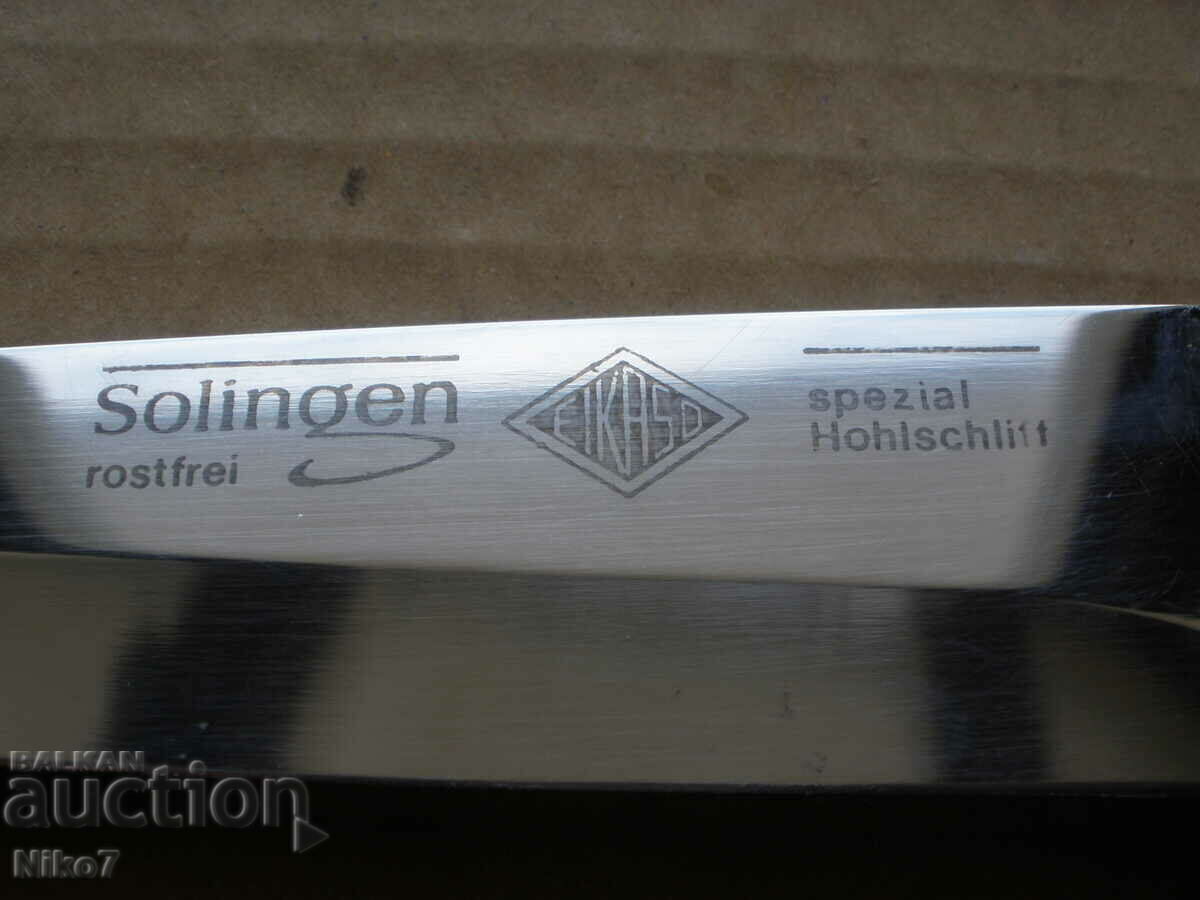 Solingen
rostfrei
EIKASO
spezial
Hohlschliff
BALKAN
auction
Niko7